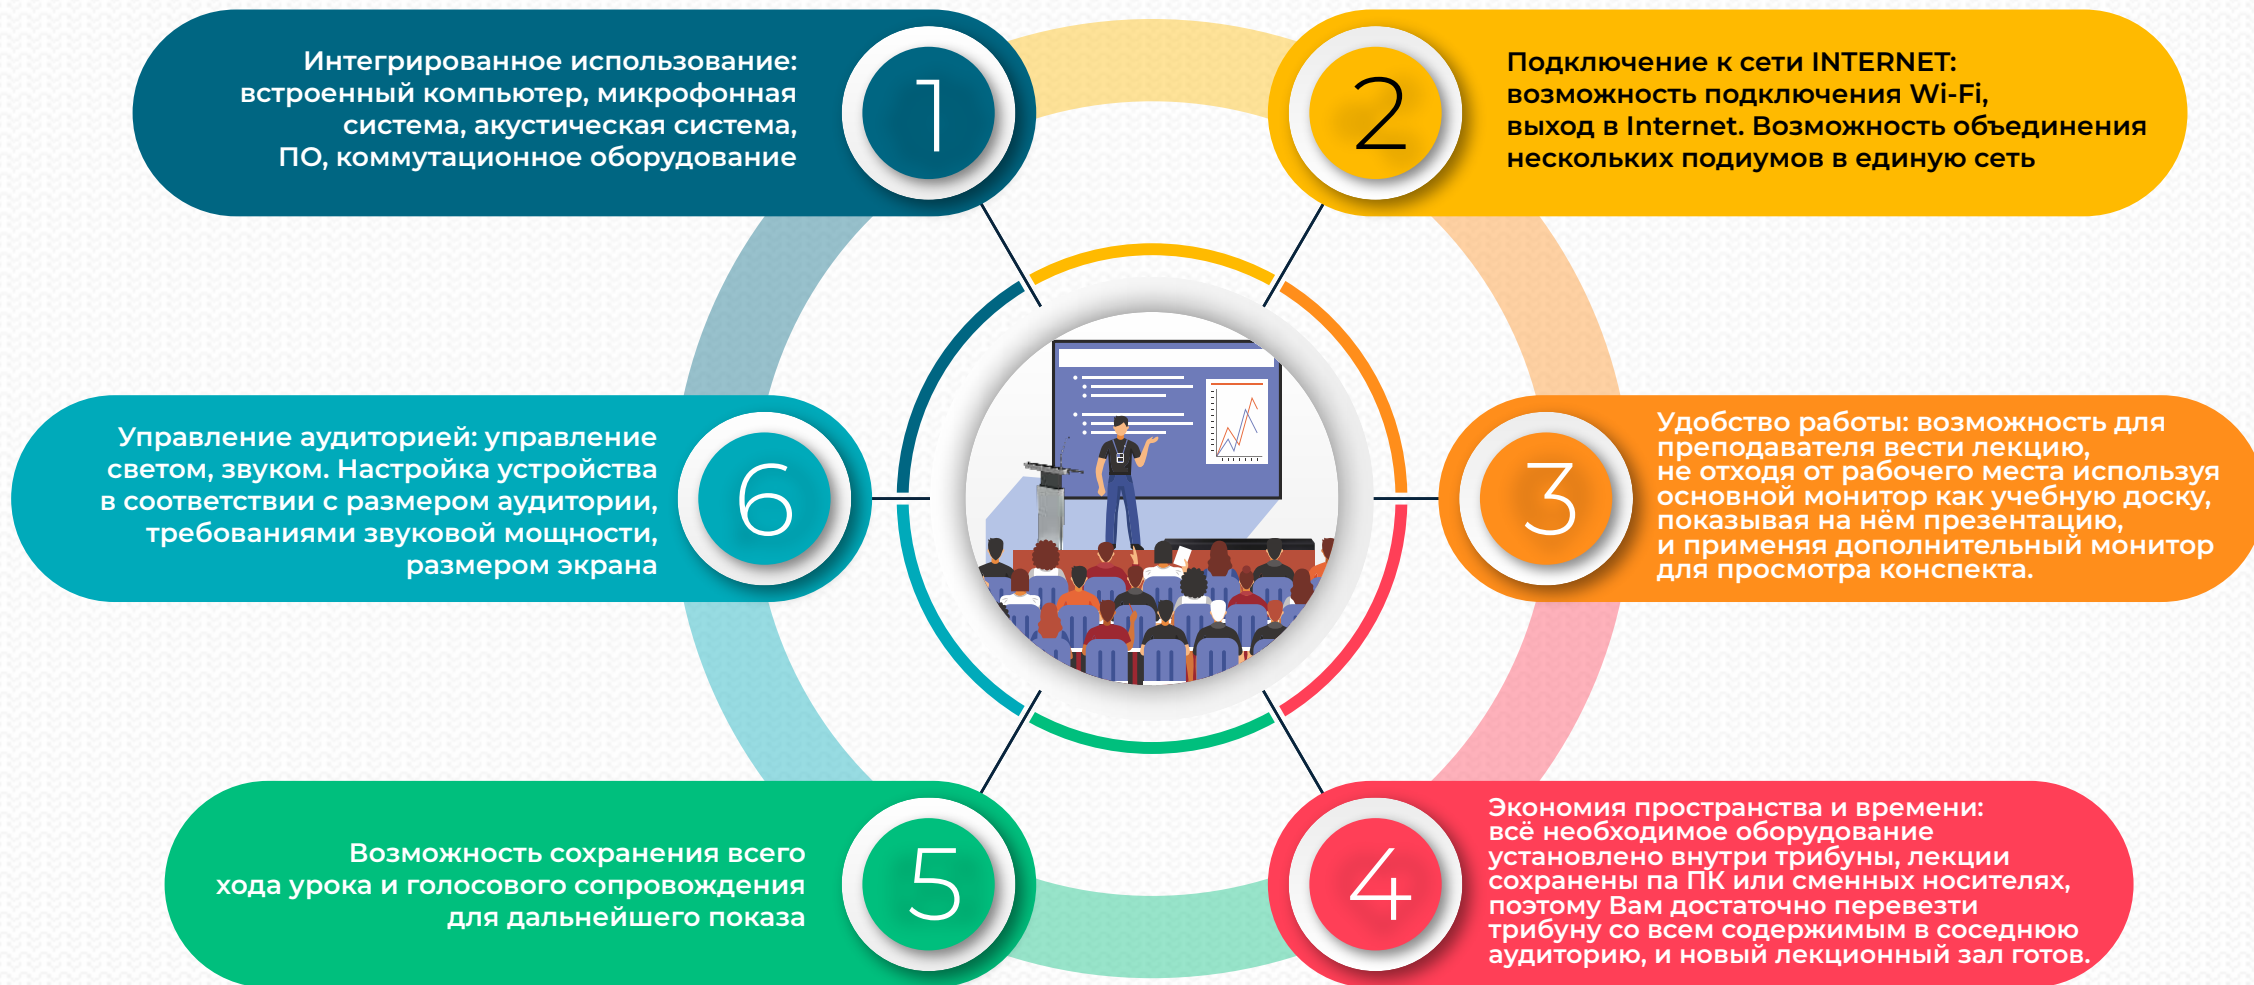 1
Интегрированное использование:
встроенный компьютер, микрофонная
система, акустическая система,
ПО, коммутационное оборудование
2
Подключение к сети INTERNET:
возможность подключения Wi-Fi,
выход в Internet. Возможность объединения
нескольких подиумов в единую сеть
3
Удобство работы: возможность для
преподавателя вести лекцию,
не отходя от рабочего места используя
основной монитор как учебную доску,
показывая на нём презентацию,
и применяя дополнительный монитор
для просмотра конспекта.
4
Экономия пространства и времени:
всё необходимое оборудование
установлено внутри трибуны, лекции
сохранены па ПК или сменных носителях,
поэтому Вам достаточно перевезти
трибуну со всем содержимым в соседнюю
аудиторию, и новый лекционный зал готов.
5
Возможность сохранения всего
хода урока и голосового сопровождения
для дальнейшего показа
6
Управление аудиторией: управление
светом, звуком. Настройка устройства
в соответствии с размером аудитории,
требованиями звуковой мощности,
размером экрана